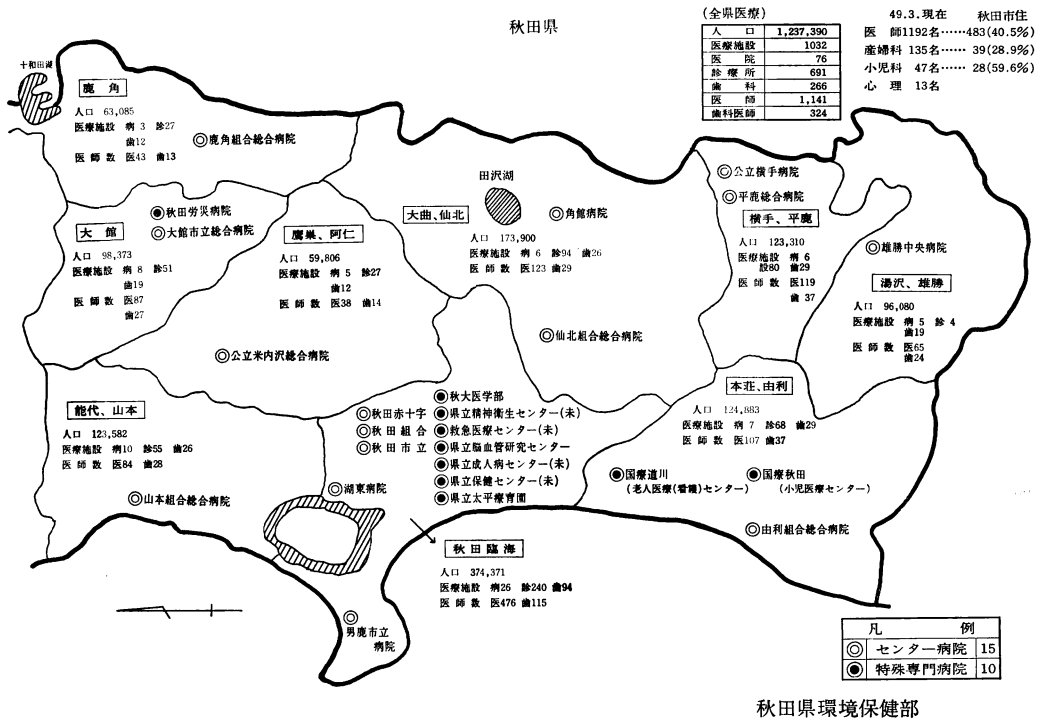 秋田県
(全県医療)
人口 1,237,390
医療施設 1032
医院 76
診療所 691
歯科 266
医師 1,141
歯科医師 324
49.3.現在 秋田市住
医師1192名……483(40.5%)
産婦科 135名…… 39(28.9%)
小児科 47名…… 28(59.6%)
心理 13名
十和田湖
鹿角
人口 63,085
医療施設 病 3 診27
歯12
医師数 医43 歯13
◎鹿角組合総合病院
◉秋田労災病院
◎大館市立総合病院
大館
人口 98,373
医療施設 病 8 診51
歯19
医師数 医87
歯27
鷹巣、阿仁
人口 59,806
医療施設 病 5 診27
歯12
医師数 医38 歯14
◎公立米内沢総合病院
田沢湖
大曲、仙北
◎角館病院
人口 173,900
医療施設 病 6 診94 歯26
医師数 医123 歯29
◎仙北組合総合病院
◎公立横手病院
◎平鹿総合病院
横手、平鹿
人口 123,310
医療施設 病 6
設80 歯29
医師数 医119
歯 37
◎雄勝中央病院
湯沢、雄勝
人口 96,080
医療施設 病 5 診 4
歯19
医師数 医65
歯24
能代、山本
人口 123,582
医療施設 病10 診55 歯26
医師数 医84 歯28
◎山本組合総合病院
◎秋田赤十字
◎秋田組合
◎秋田市立
◉秋大医学部
◉県立精神衛生センター(未)
◉救急医療センター(未)
◉県立脳血管研究センター
◉県立成人病センター(未)
◉県立保健センター(未)
◉県立太平療育園
◎湖東病院
本荘、由利
人口 124,883
医療施設 病 7 診68 歯29
医師数 医107 歯37
◉国療道川
(老人医療(看護)センター)
◉国療秋田
(小児医療センター)
◎由利組合総合病院
秋田臨海
人口 374,371
医療施設 病26 診240 歯94
医師数 医476 歯115
◎
男鹿市立
病院
凡例
◎ センター病院 15
◉ 特殊専門病院 10
秋田県環境保健部